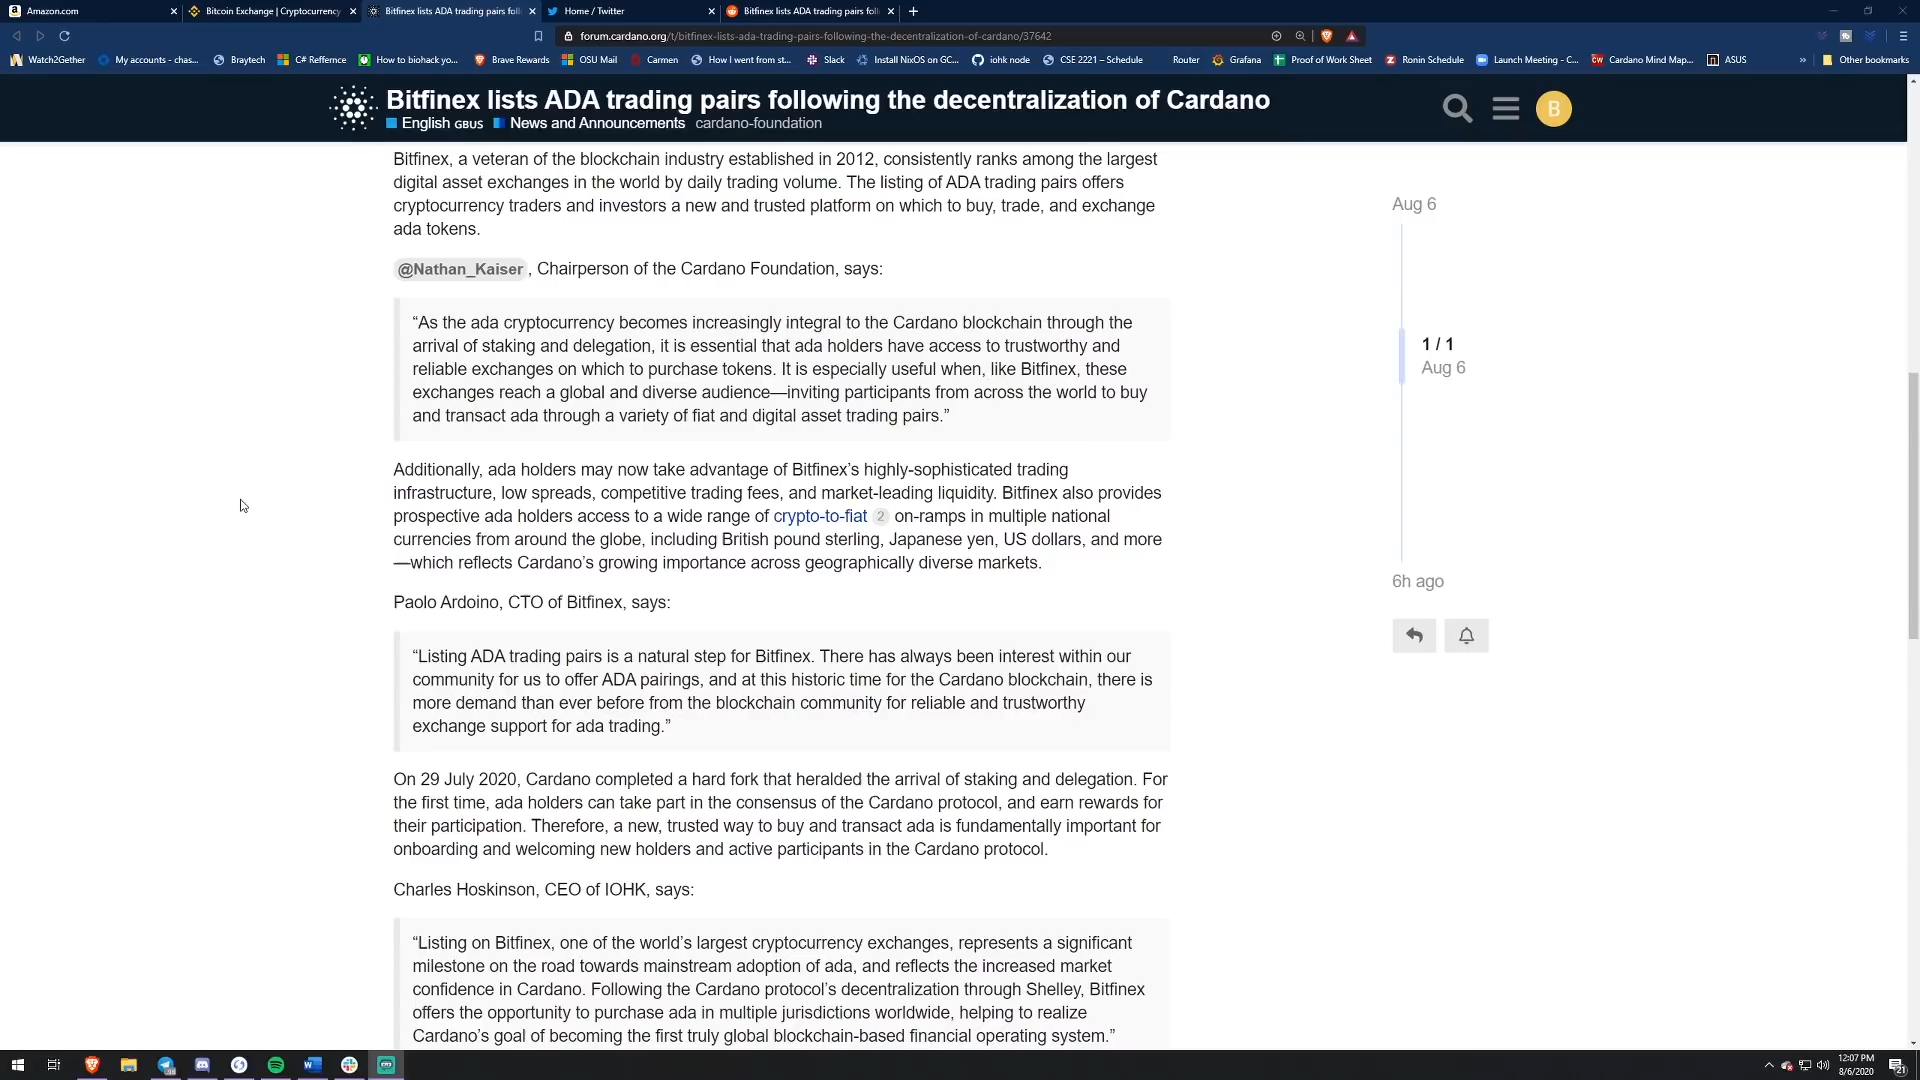 Amazon.com
Bitcoin Exchange | Cryptocurrency
Bitfinex lists ADA trading pairs foll
Home / Twitter
Bitfinex lists ADA trading pairs foll
forum.cardano.org/t/bitfinex-lists-ada-trading-pairs-following-the-decentralization-of-cardano/37642
Watch2Gether
My accounts - chas...
Braytech
C# Reffernce
How to biohack yo...
Brave Rewards
OSU Mail
Carmen
How I went from st...
Slack
Install NixOS on GC...
iohk node
CSE 2221 – Schedule
Router
Grafana
Proof of Work Sheet
Ronin Schedule
Launch Meeting - C...
Cardano Mind Map...
ASUS
Other bookmarks
Bitfinex lists ADA trading pairs following the decentralization of Cardano
English GBUS News and Announcements cardano-foundation
B
Bitfinex, a veteran of the blockchain industry established in 2012, consistently ranks among the largest
digital asset exchanges in the world by daily trading volume. The listing of ADA trading pairs offers
cryptocurrency traders and investors a new and trusted platform on which to buy, trade, and exchange
ada tokens.
@Nathan_Kaiser, Chairperson of the Cardano Foundation, says:
“As the ada cryptocurrency becomes increasingly integral to the Cardano blockchain through the
arrival of staking and delegation, it is essential that ada holders have access to trustworthy and
reliable exchanges on which to purchase tokens. It is especially useful when, like Bitfinex, these
exchanges reach a global and diverse audience—inviting participants from across the world to buy
and transact ada through a variety of fiat and digital asset trading pairs.”
Additionally, ada holders may now take advantage of Bitfinex’s highly-sophisticated trading
infrastructure, low spreads, competitive trading fees, and market-leading liquidity. Bitfinex also provides
prospective ada holders access to a wide range of crypto-to-fiat 2 on-ramps in multiple national
currencies from around the globe, including British pound sterling, Japanese yen, US dollars, and more
—which reflects Cardano’s growing importance across geographically diverse markets.
Paolo Ardoino, CTO of Bitfinex, says:
“Listing ADA trading pairs is a natural step for Bitfinex. There has always been interest within our
community for us to offer ADA pairings, and at this historic time for the Cardano blockchain, there is
more demand than ever before from the blockchain community for reliable and trustworthy
exchange support for ada trading.”
On 29 July 2020, Cardano completed a hard fork that heralded the arrival of staking and delegation. For
the first time, ada holders can take part in the consensus of the Cardano protocol, and earn rewards for
their participation. Therefore, a new, trusted way to buy and transact ada is fundamentally important for
onboarding and welcoming new holders and active participants in the Cardano protocol.
Charles Hoskinson, CEO of IOHK, says:
“Listing on Bitfinex, one of the world’s largest cryptocurrency exchanges, represents a significant
milestone on the road towards mainstream adoption of ada, and reflects the increased market
confidence in Cardano. Following the Cardano protocol’s decentralization through Shelley, Bitfinex
offers the opportunity to purchase ada in multiple jurisdictions worldwide, helping to realize
Cardano’s goal of becoming the first truly global blockchain-based financial operating system.”
Aug 6
1 / 1
Aug 6
6h ago
12:07 PM
8/6/2020
21